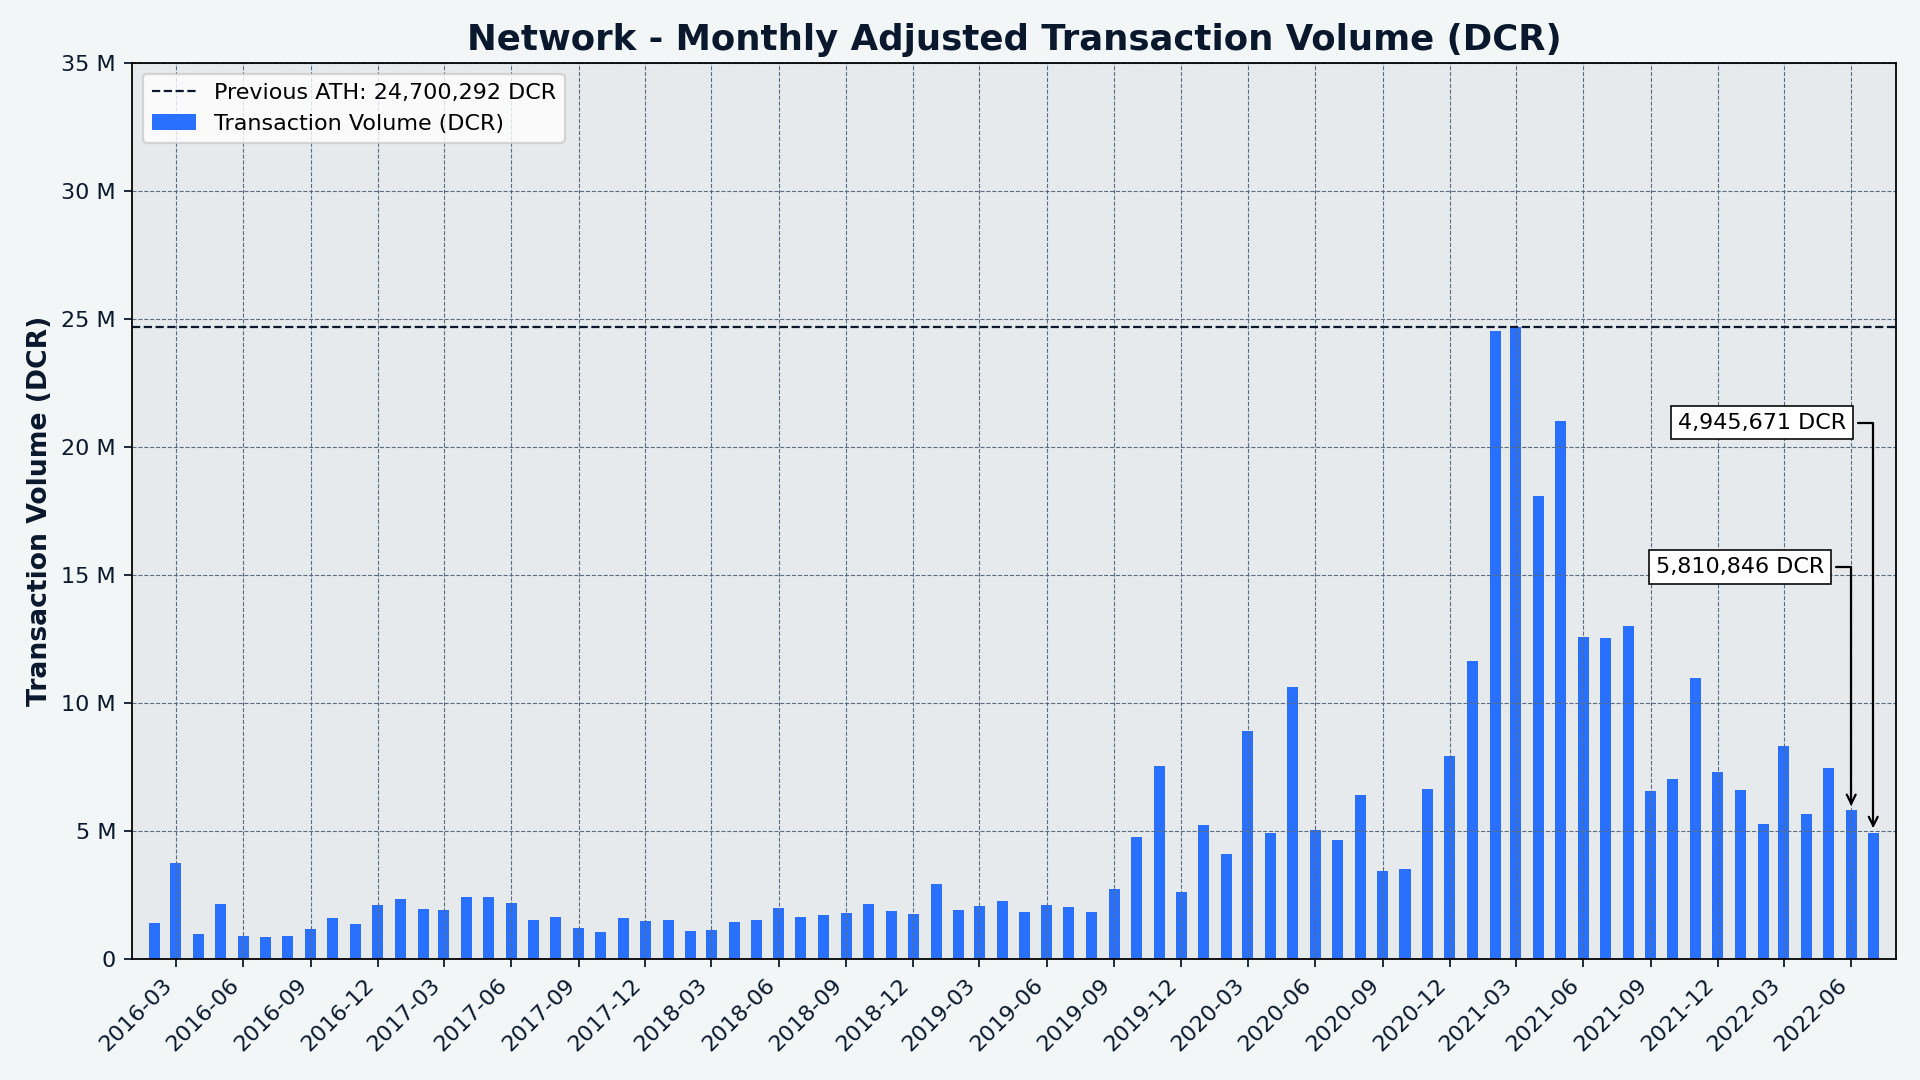 Network - Monthly Adjusted Transaction Volume (DCR)
Previous ATH: 24,700,292 DCR
Transaction Volume (DCR)
Transaction Volume (DCR)
35 M
30 M
25 M
20 M
15 M
10 M
5 M
0
4,945,671 DCR
5,810,846 DCR
2016-03
2016-06
2016-09
2016-12
2017-03
2017-06
2017-09
2017-12
2018-03
2018-06
2018-09
2018-12
2019-03
2019-06
2019-09
2019-12
2020-03
2020-06
2020-09
2020-12
2021-03
2021-06
2021-09
2021-12
2022-03
2022-06